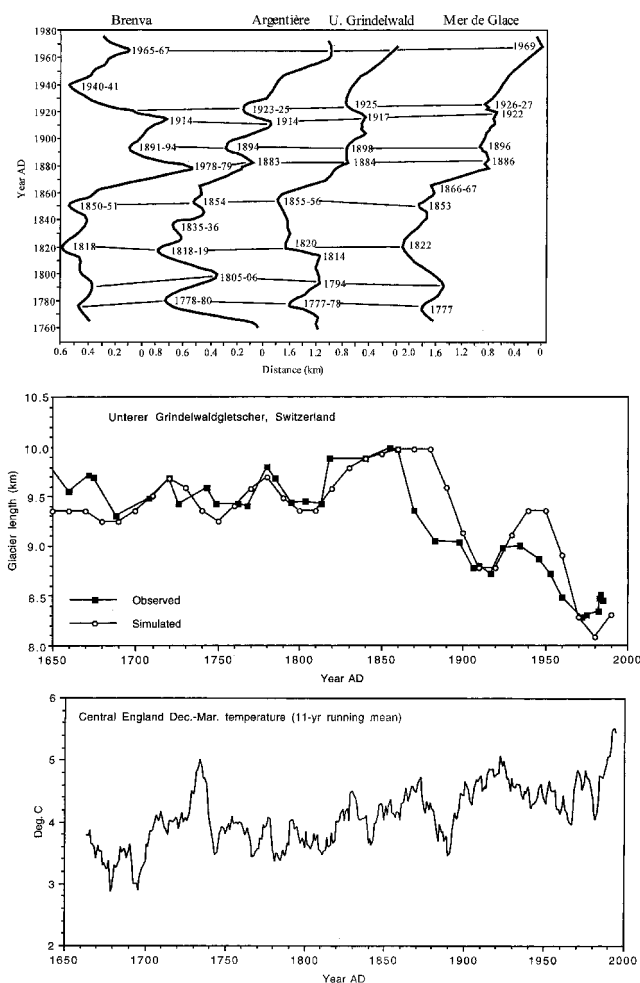 Brenva Argentière U. Grindelwald Mer de Glace
1980
1960
1940
1920
1900
1880
1860
1840
1820
1800
1780
1760
Year AD
1965-67 1969
1940-41
1923-25 1925 1926-27
1914 1914 1917 1922
1891-94 1894 1898 1896
1978-79 1883 1884 1886
1866-67
1850-51 1854 1855-56 1853
1835-36
1818 1818-19 1820 1822
1814
1805-06 1794
1778-80 1777-78 1777
0.6 0.4 0.2 0.2 0.4 0.2 0 1.6 1.2 0.6 0.4 0 2.0 1.2 0.8 0.4 0
Distance (km)
10.5
10.0
9.5
9.0
8.5
8.0
Glacier length (km)
Unterer Grindelwaldgletscher, Switzerland
Observed
Simulated
1650 1700 1750 1800 1850 1900 1950 2000
Year AD
6
5
4
3
2
Deg. C
Central England Dec.-Mar. temperature (11-yr running mean)
1650 1700 1750 1800 1850 1900 1950 2000
Year AD